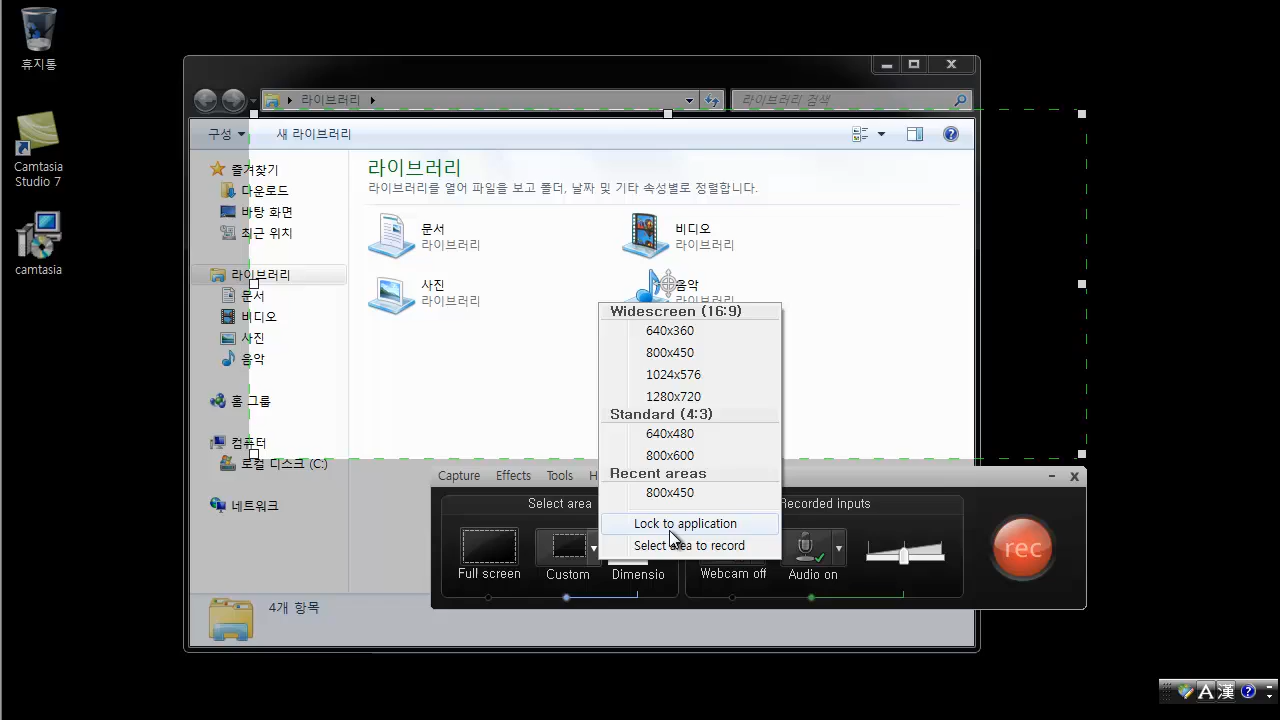 휴지통
Camtasia
Studio 7
camtasia
라이브러리
라이브러리 검색
구성
새 라이브러리
즐겨찾기
다운로드
바탕 화면
최근 위치
라이브러리
문서
비디오
사진
음악
홈 그룹
컴퓨터
로컬 디스크 (C:)
네트워크
라이브러리
라이브러리를 열어 파일을 보고 폴더, 날짜 및 기타 속성별로 정렬합니다.
문서
라이브러리
비디오
라이브러리
사진
라이브러리
음악
라이브러리
Widescreen (16:9)
640x360
800x450
1024x576
1280x720
Standard (4:3)
640x480
800x600
Recent areas
800x450
Lock to application
Select area to record
Capture Effects Tools H
Select area
Recorded inputs
Full screen
Custom
Dimensio
Webcam off
Audio on
rec
4개 항목
A 漢